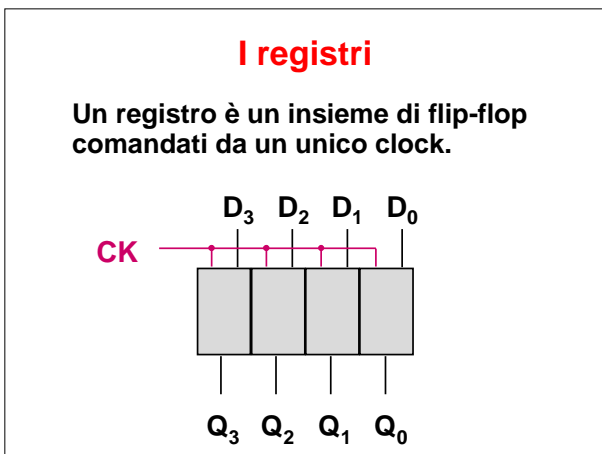 I registri
Un registro è un insieme di flip-flop
comandati da un unico clock.
D3 D2 D1 D0
CK
Q3 Q2 Q1 Q0